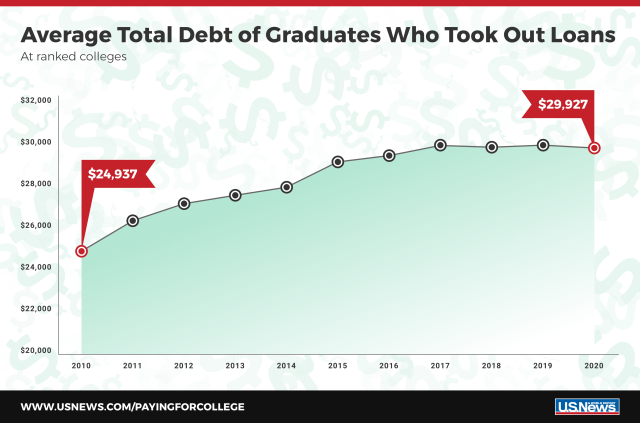 Average Total Debt of Graduates Who Took Out Loans
At ranked colleges
$32,000
$30,000
$28,000
$26,000
$24,000
$22,000
$20,000
$24,937
$29,927
2010 2011 2012 2013 2014 2015 2016 2017 2018 2019 2020
WWW.USNEWS.COM/PAYINGFORCOLLEGE
U.S.News